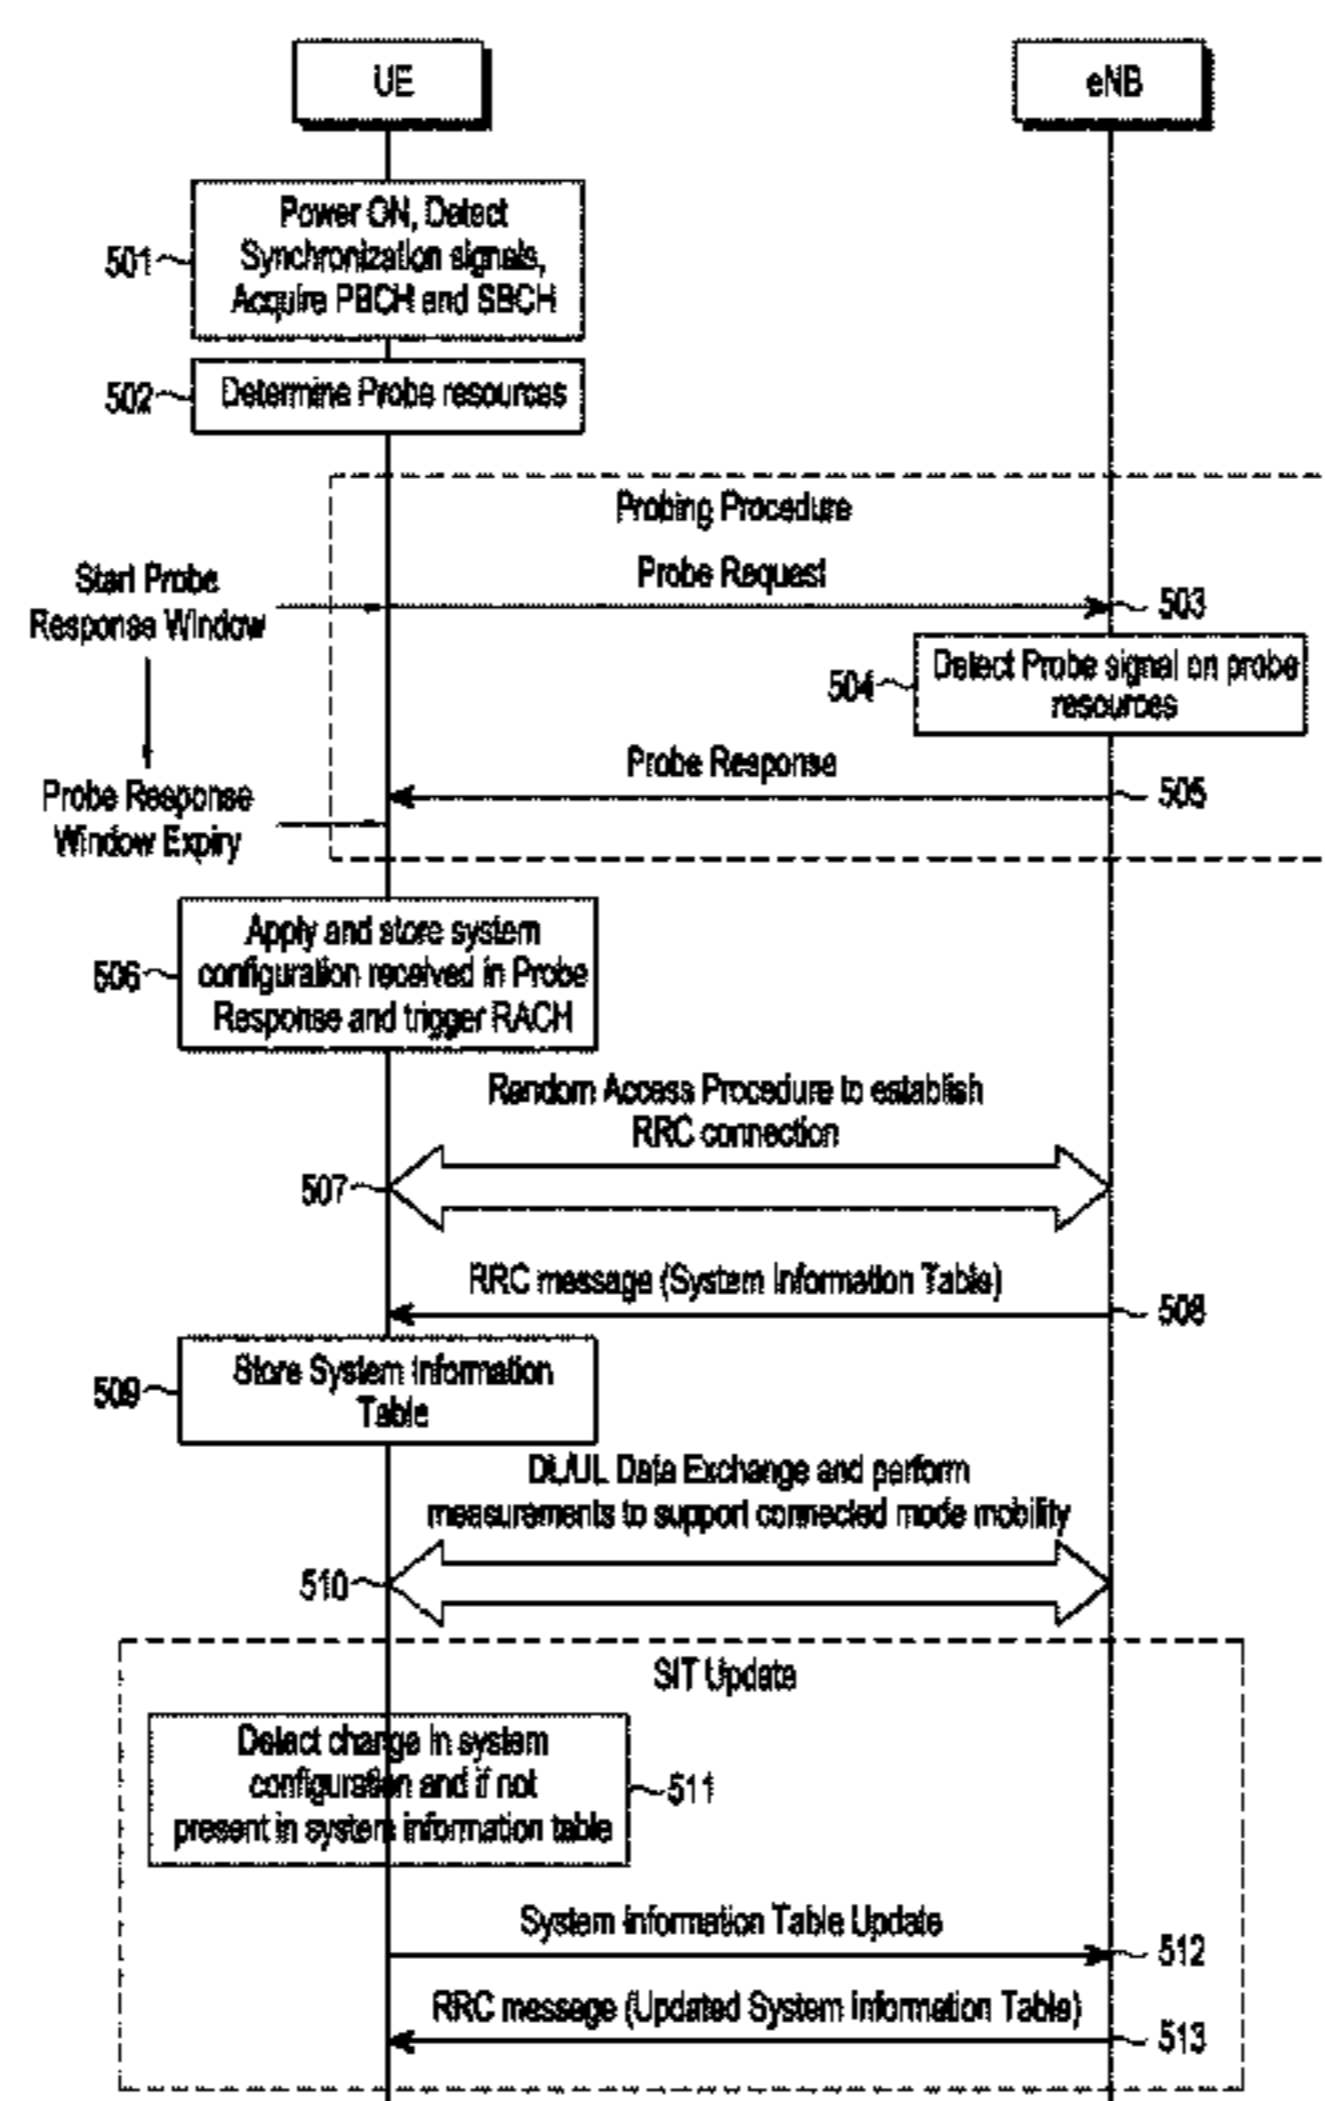 UE
eNB
Power ON, Detect
Synchronization signals,
Acquire PBCH and SBCH
501
Determine Probe resources
502
Probing Procedure
Probe Request
Start Probe
Response Window
503
Detect Probe signal on probe
resources
504
Probe Response
505
Probe Response
Window Expiry
Apply and store system
configuration received in Probe
Response and trigger RACH
506
Random Access Procedure to establish
RRC connection
507
RRC message (System Information Table)
508
Store System Information
Table
509
DL/UL Data Exchange and perform
measurements to support connected mode mobility
510
SIT Update
Detect change in system
configuration and if not
present in system information table
511
System Information Table Update
512
RRC message (Updated System Information Table)
513